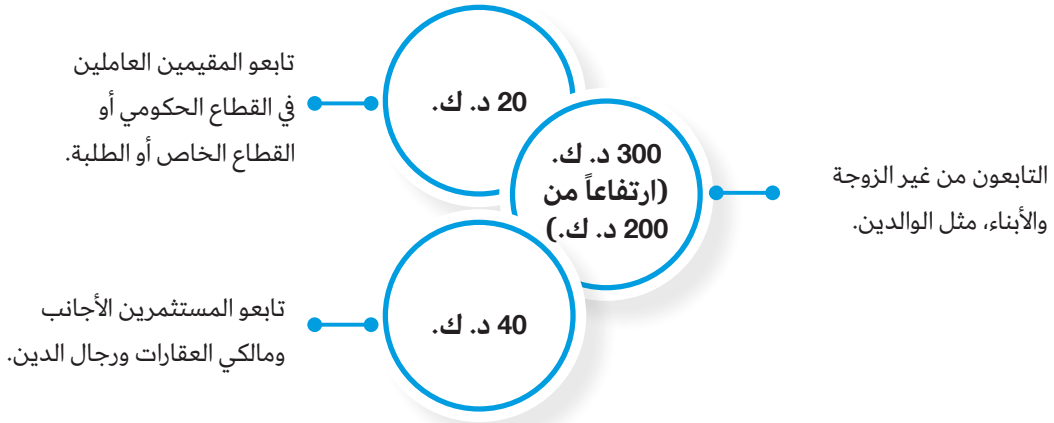 تابعو المقيمين العاملين
في القطاع الحكومي أو
القطاع الخاص أو الطلبة.
20 د. ك.
التابعون من غير الزوجة
والأبناء، مثل الوالدين.
300 د. ك.
(ارتفاعاً من
200 د. ك.)
تابعو المستثمرين الأجانب
ومالكي العقارات ورجال الدين.
40 د. ك.